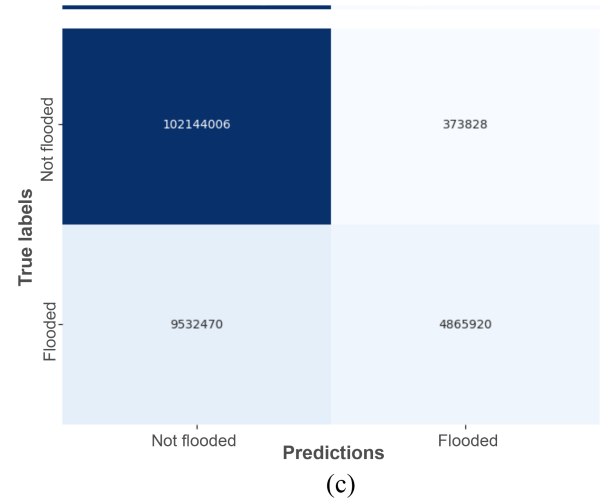 True labels
Not flooded
102144006 373828
Flooded
9532470 4865920
Not flooded Flooded
Predictions
(c)